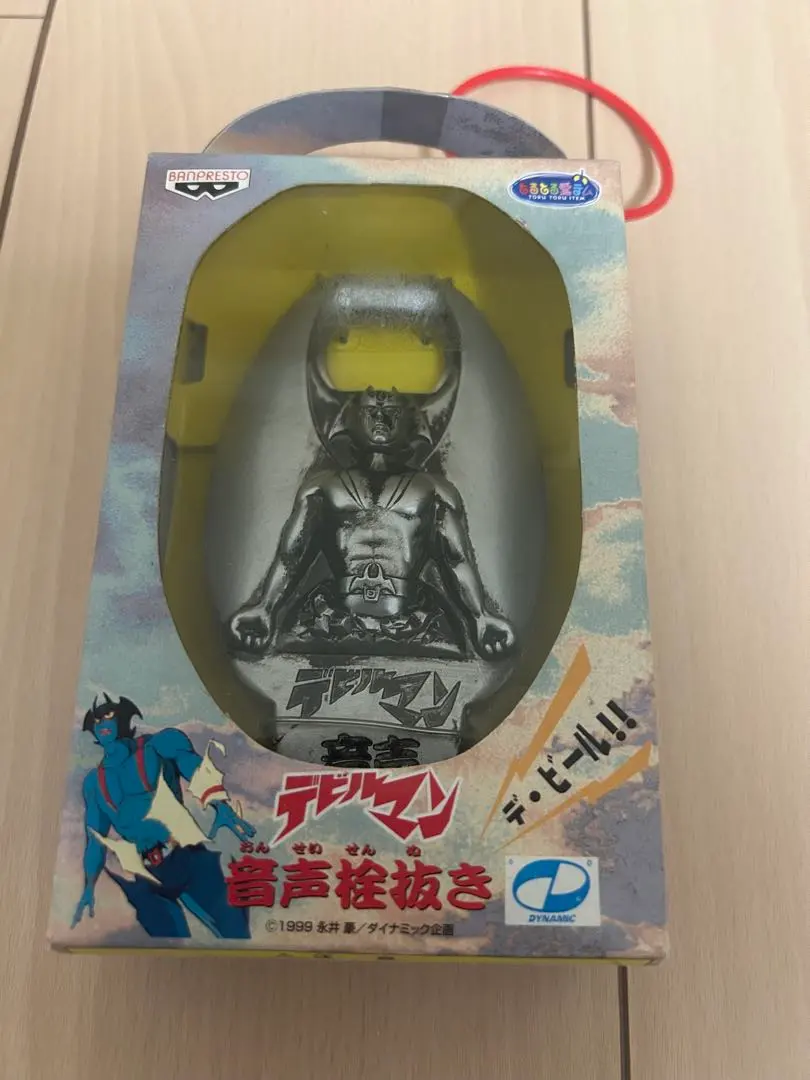 BANPRESTO
とるとる愛テム
TORU TORU ITEM
デビルマン
音声
デ・ビール!!
デビルマン
おん せい せん ぬ
音声栓抜き
©1999 永井 豪/ダイナミック企画
DYNAMIC